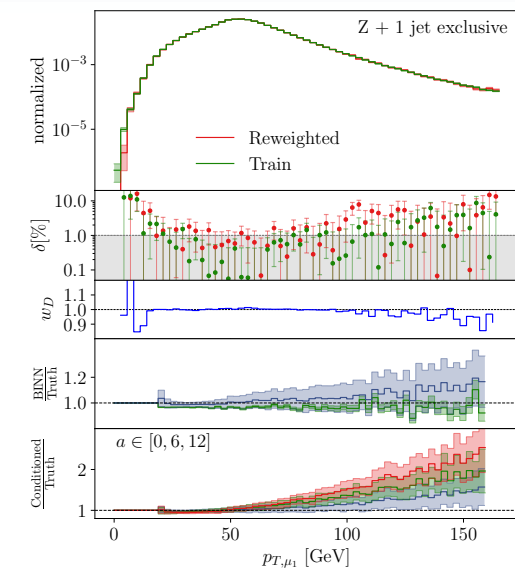 Z + 1 jet exclusive
normalized
10⁻³
10⁻⁵
Reweighted
Train
δ[%]
10.0
1.0
0.1
w_D
1.1
1.0
0.9
BINN
Truth
1.2
1.0
Conditioned
Truth
a ∈ [0, 6, 12]
2
1
0 50 100 150
p_{T,μ₁} [GeV]